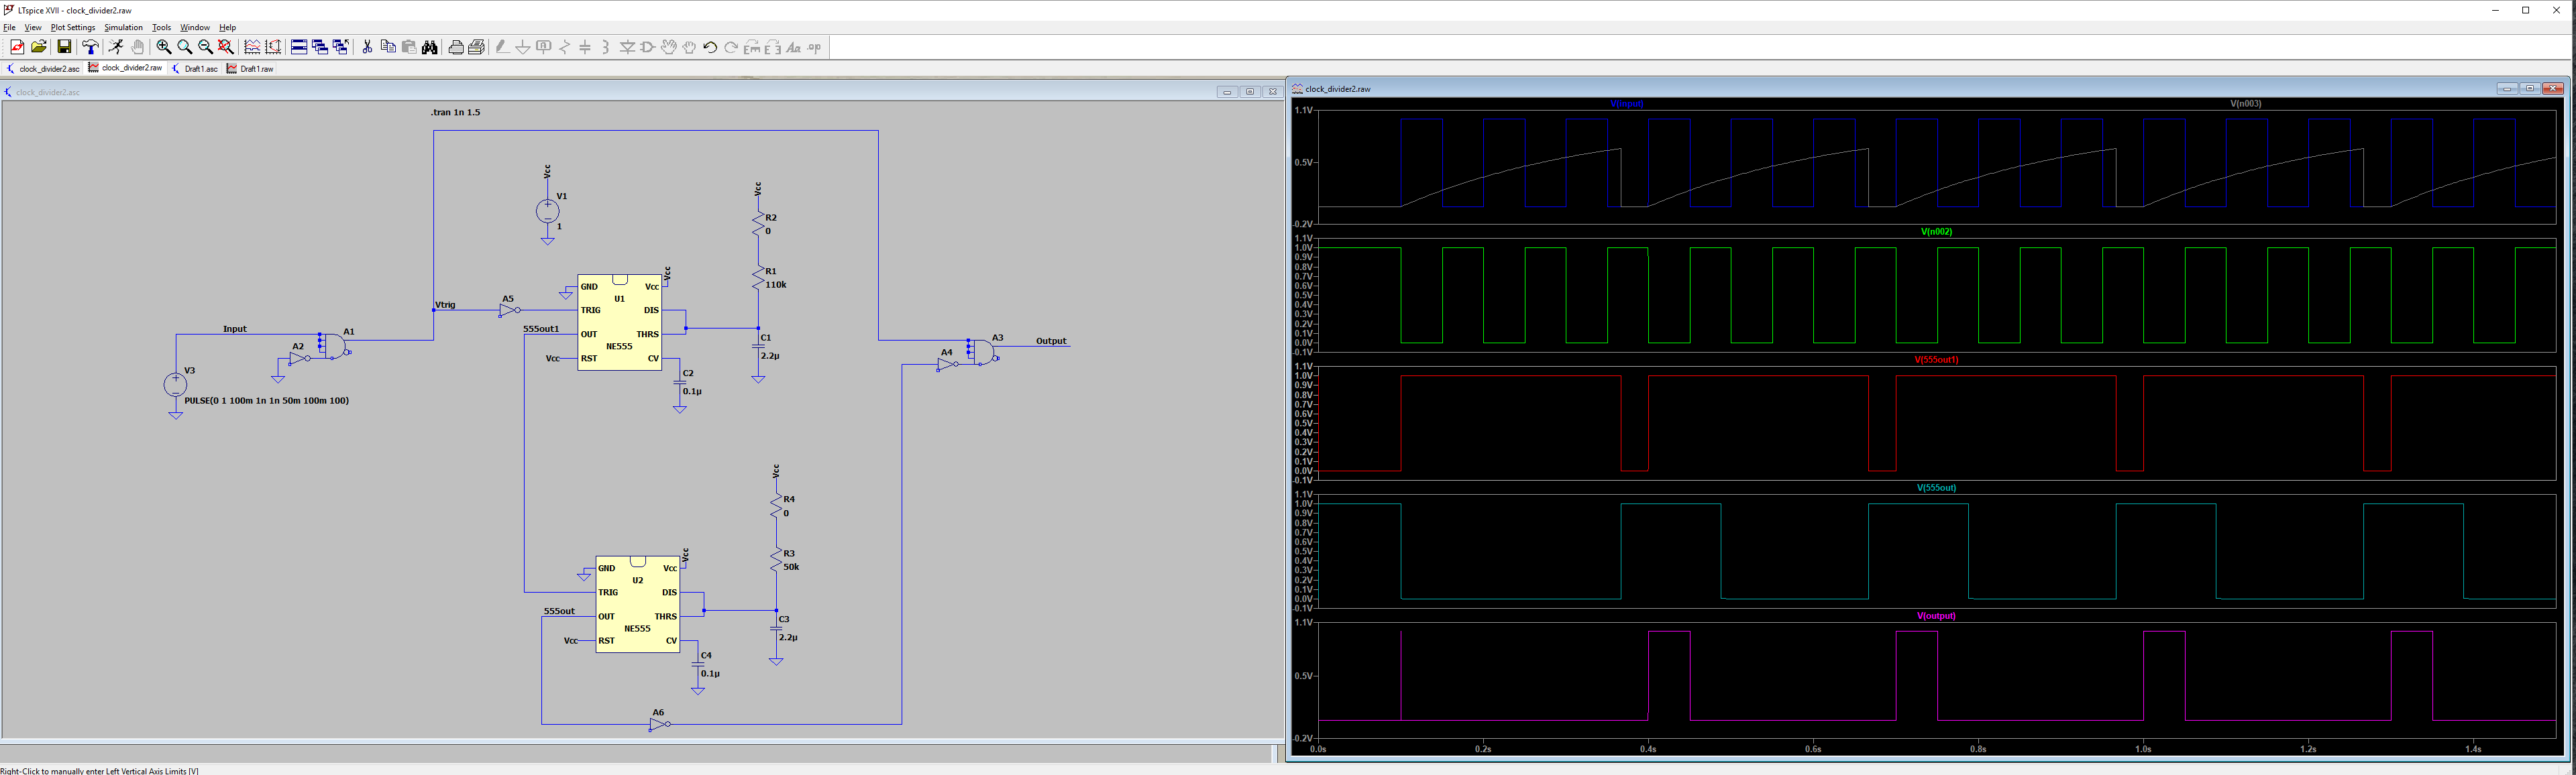 LTspice XVII - clock_divider2.raw
File View Plot Settings Simulation Tools Window Help
clock_divider2.asc clock_divider2.raw Draft1.asc Draft1.raw
clock_divider2.asc
.tran 1n 1.5
Vcc
V1
1
Vcc
R2
0
R1
110k
C1
2.2µ
Vcc
GND Vcc
U1
TRIG DIS
OUT THRS
NE555
RST CV
Vcc
C2
0.1µ
Vtrig
A5
555out1
Input
A1
A2
V3
PULSE(0 1 100m 1n 1n 50m 100m 100)
A3
A4
Output
Vcc
R4
0
R3
50k
C3
2.2µ
Vcc
GND Vcc
U2
TRIG DIS
555out
OUT THRS
NE555
Vcc
RST CV
C4
0.1µ
A6
clock_divider2.raw
V(input) V(n003)
1.1V
0.5V
-0.2V
V(n002)
1.1V
1.0V
0.9V
0.8V
0.7V
0.6V
0.5V
0.4V
0.3V
0.2V
0.1V
0.0V
-0.1V
V(555out1)
1.1V
1.0V
0.9V
0.8V
0.7V
0.6V
0.5V
0.4V
0.3V
0.2V
0.1V
0.0V
-0.1V
V(555out)
1.1V
1.0V
0.9V
0.8V
0.7V
0.6V
0.5V
0.4V
0.3V
0.2V
0.1V
0.0V
-0.1V
V(output)
1.1V
0.5V
-0.2V
0.0s 0.2s 0.4s 0.6s 0.8s 1.0s 1.2s 1.4s
Right-Click to manually enter Left Vertical Axis Limits [V]